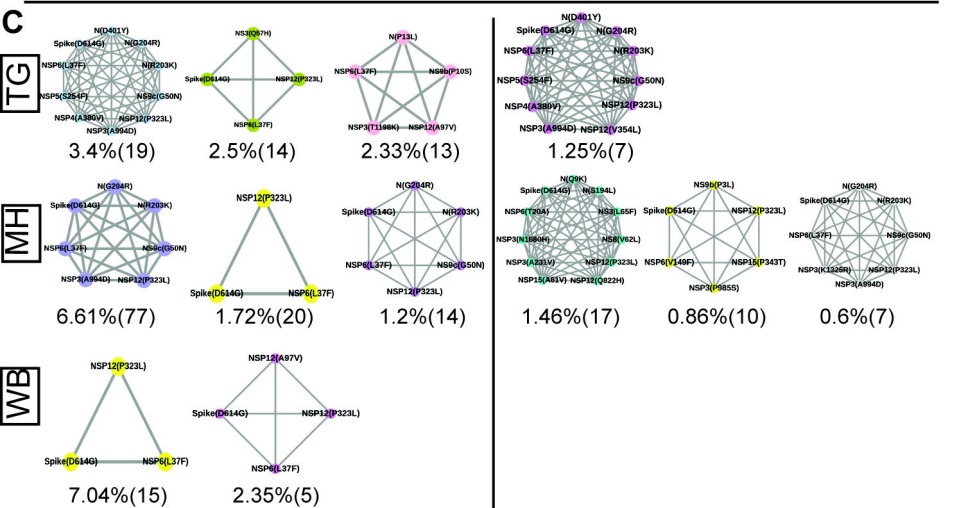 C
TG
N(D401Y)
Spike(D614G)
N(G204R)
NSP6(L37F)
N(R203K)
NSP5(S254F)
NS9c(G50N)
NSP4(A380V)
NSP12(P323L)
NSP3(A994D)
3.4%(19)
NS3(Q57H)
Spike(D614G)
NSP12(P323L)
NSP6(L37F)
2.5%(14)
N(P13L)
NSP6(L37F)
NS9b(P10S)
NSP3(T1198K)
NSP12(A97V)
2.33%(13)
N(D401Y)
Spike(D614G)
N(G204R)
NSP6(L37F)
N(R203K)
NSP5(S254F)
NS9c(G50N)
NSP4(A380V)
NSP12(P323L)
NSP3(A994D)
NSP12(V354L)
1.25%(7)
MH
N(G204R)
Spike(D614G)
N(R203K)
NSP6(L37F)
NS9c(G50N)
NSP3(A994D)
NSP12(P323L)
6.61%(77)
NSP12(P323L)
Spike(D614G)
NSP6(L37F)
1.72%(20)
N(G204R)
Spike(D614G)
N(R203K)
NSP6(L37F)
NS9c(G50N)
NSP12(P323L)
1.2%(14)
N(Q9K)
Spike(D614G)
N(S194L)
NSP6(T20A)
NS3(L65F)
NS8(V62L)
NSP3(A231V)
NSP12(P323L)
NSP15(A81V)
NSP12(Q822H)
1.46%(17)
NS9b(P3L)
Spike(D614G)
NSP12(P323L)
NSP6(V149F)
NSP15(P343T)
NSP3(P985S)
0.86%(10)
N(G204R)
Spike(D614G)
N(R203K)
NSP6(L37F)
NS9c(G50N)
NSP3(K1325R)
NSP12(P323L)
NSP3(A994D)
0.6%(7)
WB
NSP12(P323L)
Spike(D614G)
NSP6(L37F)
7.04%(15)
NSP12(A97V)
Spike(D614G)
NSP12(P323L)
NSP6(L37F)
2.35%(5)